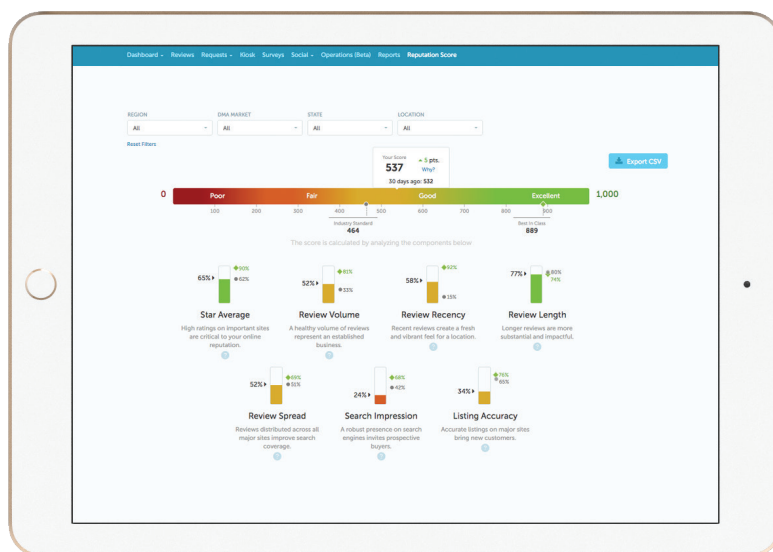 Dashboard Reviews Requests Kiosk Surveys Social Operations (Beta) Reports Reputation Score
REGION DMA MARKET STATE LOCATION
All All All All
Reset Filters
Your Score 5 pts.
537 Why?
30 days ago: 532
Export CSV
0 Poor Fair Good Excellent 1,000
100 200 300 400 500 600 700 800 900
Industry Standard Best In Class
464 889
The score is calculated by analysing the components below
65% 90% 62%
52% 81% 33%
58% 92% 15%
77% 80% 74%
Star Average Review Volume Review Recency Review Length
High ratings on important sites are critical to your online reputation.
A healthy volume of reviews represent an established business.
Recent reviews create a fresh and vibrant feel for a location.
Longer reviews are more substantial and impactful.
? ? ? ?
52% 69% 51%
24% 68% 42%
34% 76% 65%
Review Spread Search Impression Listing Accuracy
Reviews distributed across all major sites improve search coverage.
A robust presence on search engines invites prospective buyers.
Accurate listings on major sites bring new customers.
? ? ?